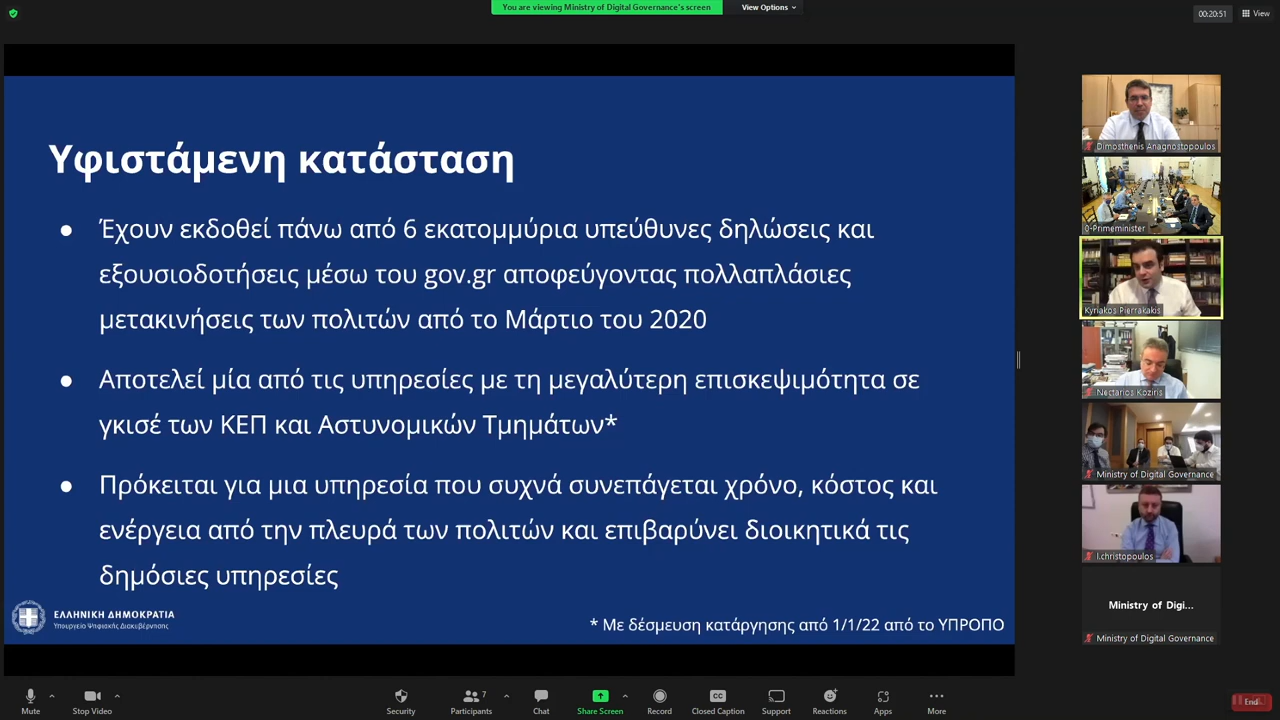 You are viewing Ministry of Digital Governance's screen
View Options
00:20:51
View
Υφιστάμενη κατάσταση
● Έχουν εκδοθεί πάνω από 6 εκατομμύρια υπεύθυνες δηλώσεις και
εξουσιοδοτήσεις μέσω του gov.gr αποφεύγοντας πολλαπλάσιες
μετακινήσεις των πολιτών από το Μάρτιο του 2020
● Αποτελεί μία από τις υπηρεσίες με τη μεγαλύτερη επισκεψιμότητα σε
γκισέ των ΚΕΠ και Αστυνομικών Τμημάτων*
● Πρόκειται για μια υπηρεσία που συχνά συνεπάγεται χρόνο, κόστος και
ενέργεια από την πλευρά των πολιτών και επιβαρύνει διοικητικά τις
δημόσιες υπηρεσίες
ΕΛΛΗΝΙΚΗ ΔΗΜΟΚΡΑΤΙΑ
Υπουργείο Ψηφιακής Διακυβέρνησης
* Με δέσμευση κατάργησης από 1/1/22 από το ΥΠΡΟΠΟ
Dimosthenis Anagnostopoulos
0-Primeminister
Kyriakos Pierrakakis
Nectarios Koziris
Ministry of Digital Governance
I.christopoulos
Ministry of Digi...
Ministry of Digital Governance
Mute
Stop Video
Security
Participants
7
Chat
Share Screen
Record
Closed Caption
Support
Reactions
Apps
More
End